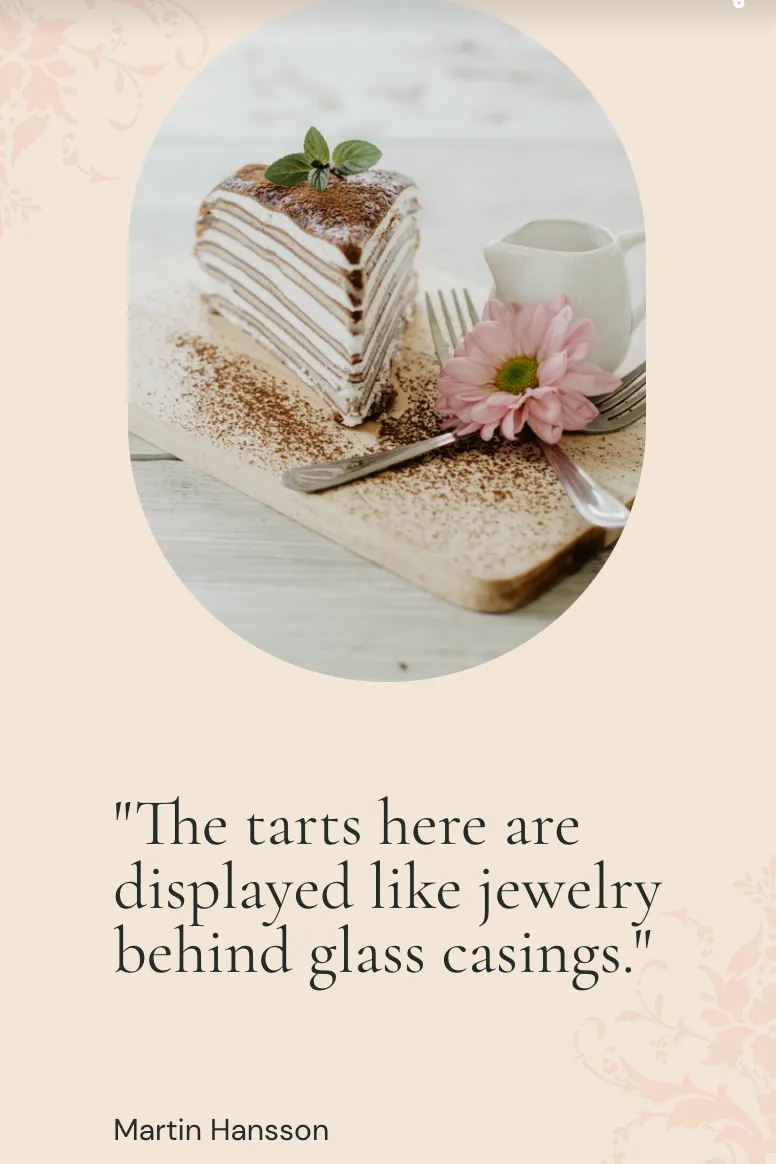 "The tarts here are
displayed like jewelry
behind glass casings."
Martin Hansson